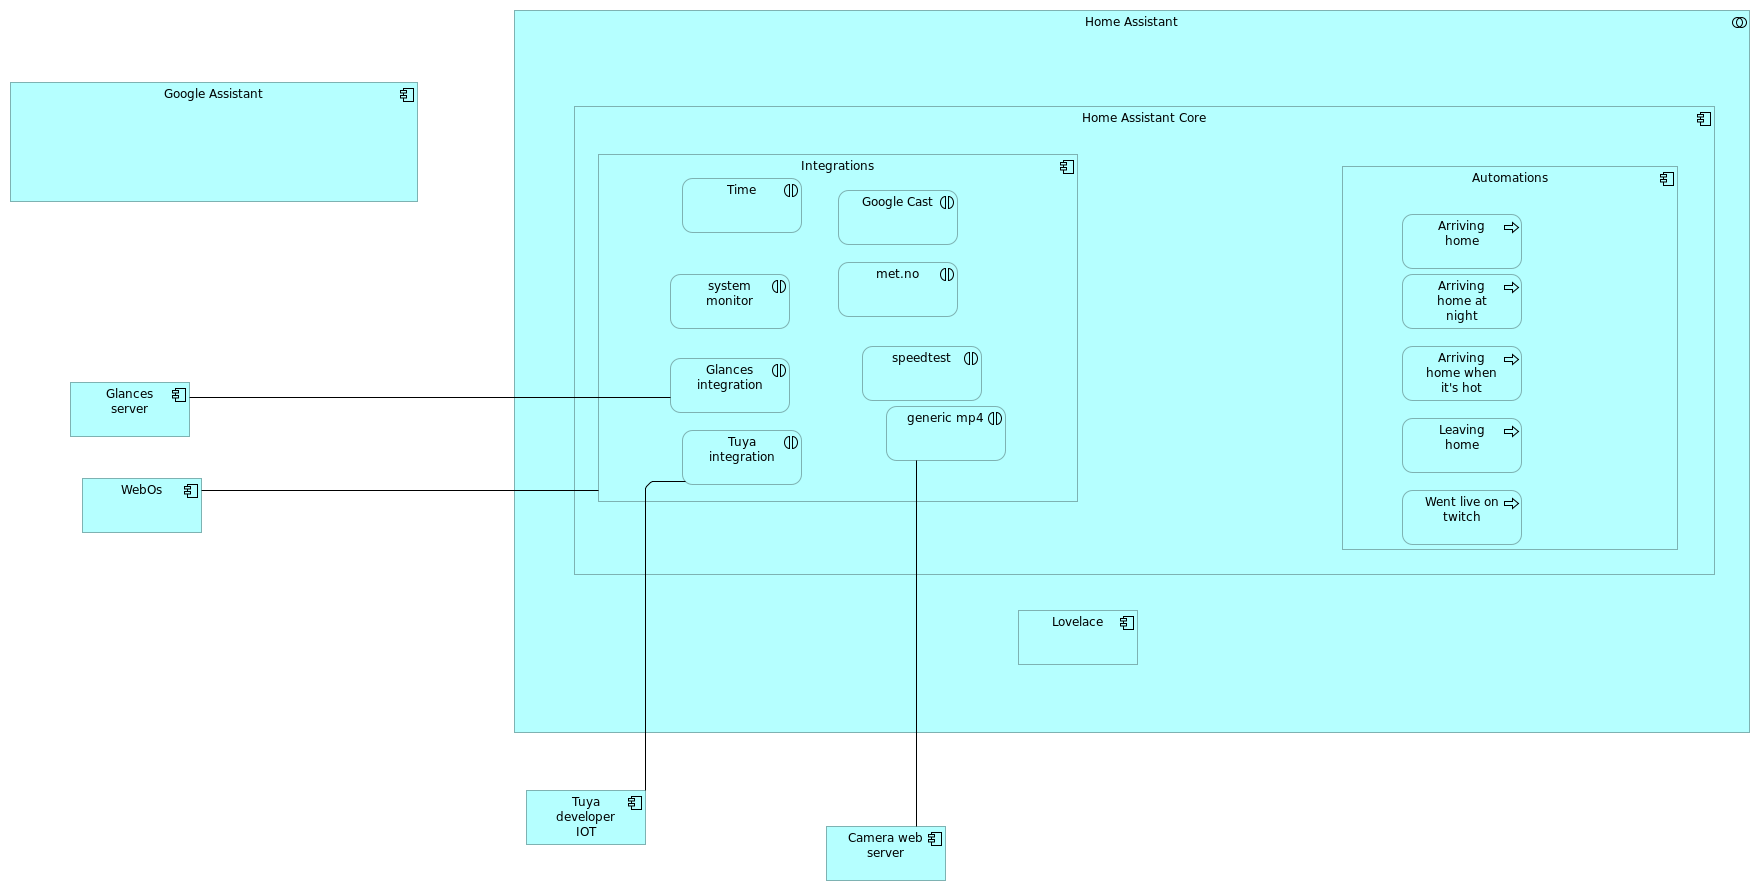 Home Assistant
Google Assistant
Home Assistant Core
Integrations
Automations
Time
Google Cast
Arriving
home
system
monitor
met.no
Arriving
home at
night
Glances
integration
speedtest
Arriving
home when
it's hot
Glances
server
generic mp4
Leaving
home
Tuya
integration
WebOs
Went live on
twitch
Lovelace
Tuya
developer
IOT
Camera web
server